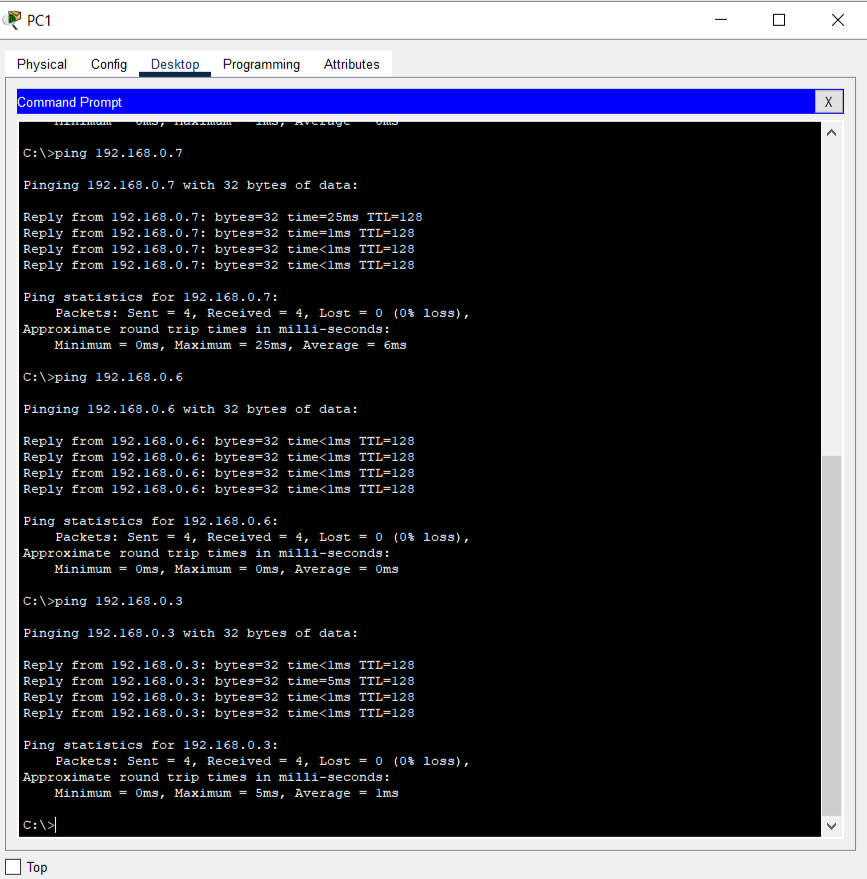 PC1
Physical Config Desktop Programming Attributes
Command Prompt X
Minimum = 0ms, Maximum = 1ms, Average = 0ms
C:\>ping 192.168.0.7
Pinging 192.168.0.7 with 32 bytes of data:
Reply from 192.168.0.7: bytes=32 time=25ms TTL=128
Reply from 192.168.0.7: bytes=32 time=1ms TTL=128
Reply from 192.168.0.7: bytes=32 time<1ms TTL=128
Reply from 192.168.0.7: bytes=32 time<1ms TTL=128
Ping statistics for 192.168.0.7:
Packets: Sent = 4, Received = 4, Lost = 0 (0% loss),
Approximate round trip times in milli-seconds:
Minimum = 0ms, Maximum = 25ms, Average = 6ms
C:\>ping 192.168.0.6
Pinging 192.168.0.6 with 32 bytes of data:
Reply from 192.168.0.6: bytes=32 time<1ms TTL=128
Reply from 192.168.0.6: bytes=32 time<1ms TTL=128
Reply from 192.168.0.6: bytes=32 time<1ms TTL=128
Reply from 192.168.0.6: bytes=32 time<1ms TTL=128
Ping statistics for 192.168.0.6:
Packets: Sent = 4, Received = 4, Lost = 0 (0% loss),
Approximate round trip times in milli-seconds:
Minimum = 0ms, Maximum = 0ms, Average = 0ms
C:\>ping 192.168.0.3
Pinging 192.168.0.3 with 32 bytes of data:
Reply from 192.168.0.3: bytes=32 time<1ms TTL=128
Reply from 192.168.0.3: bytes=32 time=5ms TTL=128
Reply from 192.168.0.3: bytes=32 time<1ms TTL=128
Reply from 192.168.0.3: bytes=32 time<1ms TTL=128
Ping statistics for 192.168.0.3:
Packets: Sent = 4, Received = 4, Lost = 0 (0% loss),
Approximate round trip times in milli-seconds:
Minimum = 0ms, Maximum = 5ms, Average = 1ms
C:\>
Top